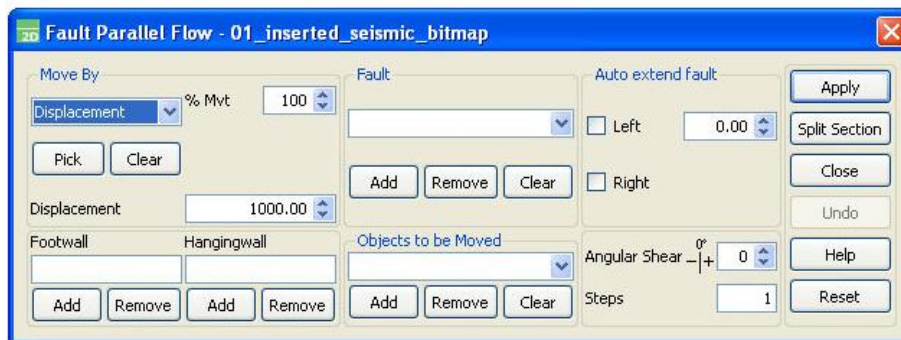 2D Fault Parallel Flow - 01_inserted_seismic_bitmap
Move By
Displacement % Mvt 100
Pick Clear
Displacement 1000.00
Footwall Hangingwall
Add Remove Add Remove
Fault
Add Remove Clear
Objects to be Moved
Add Remove Clear
Auto extend fault
Left 0.00
Right
0°
Angular Shear -|+ 0
Steps 1
Apply
Split Section
Close
Undo
Help
Reset